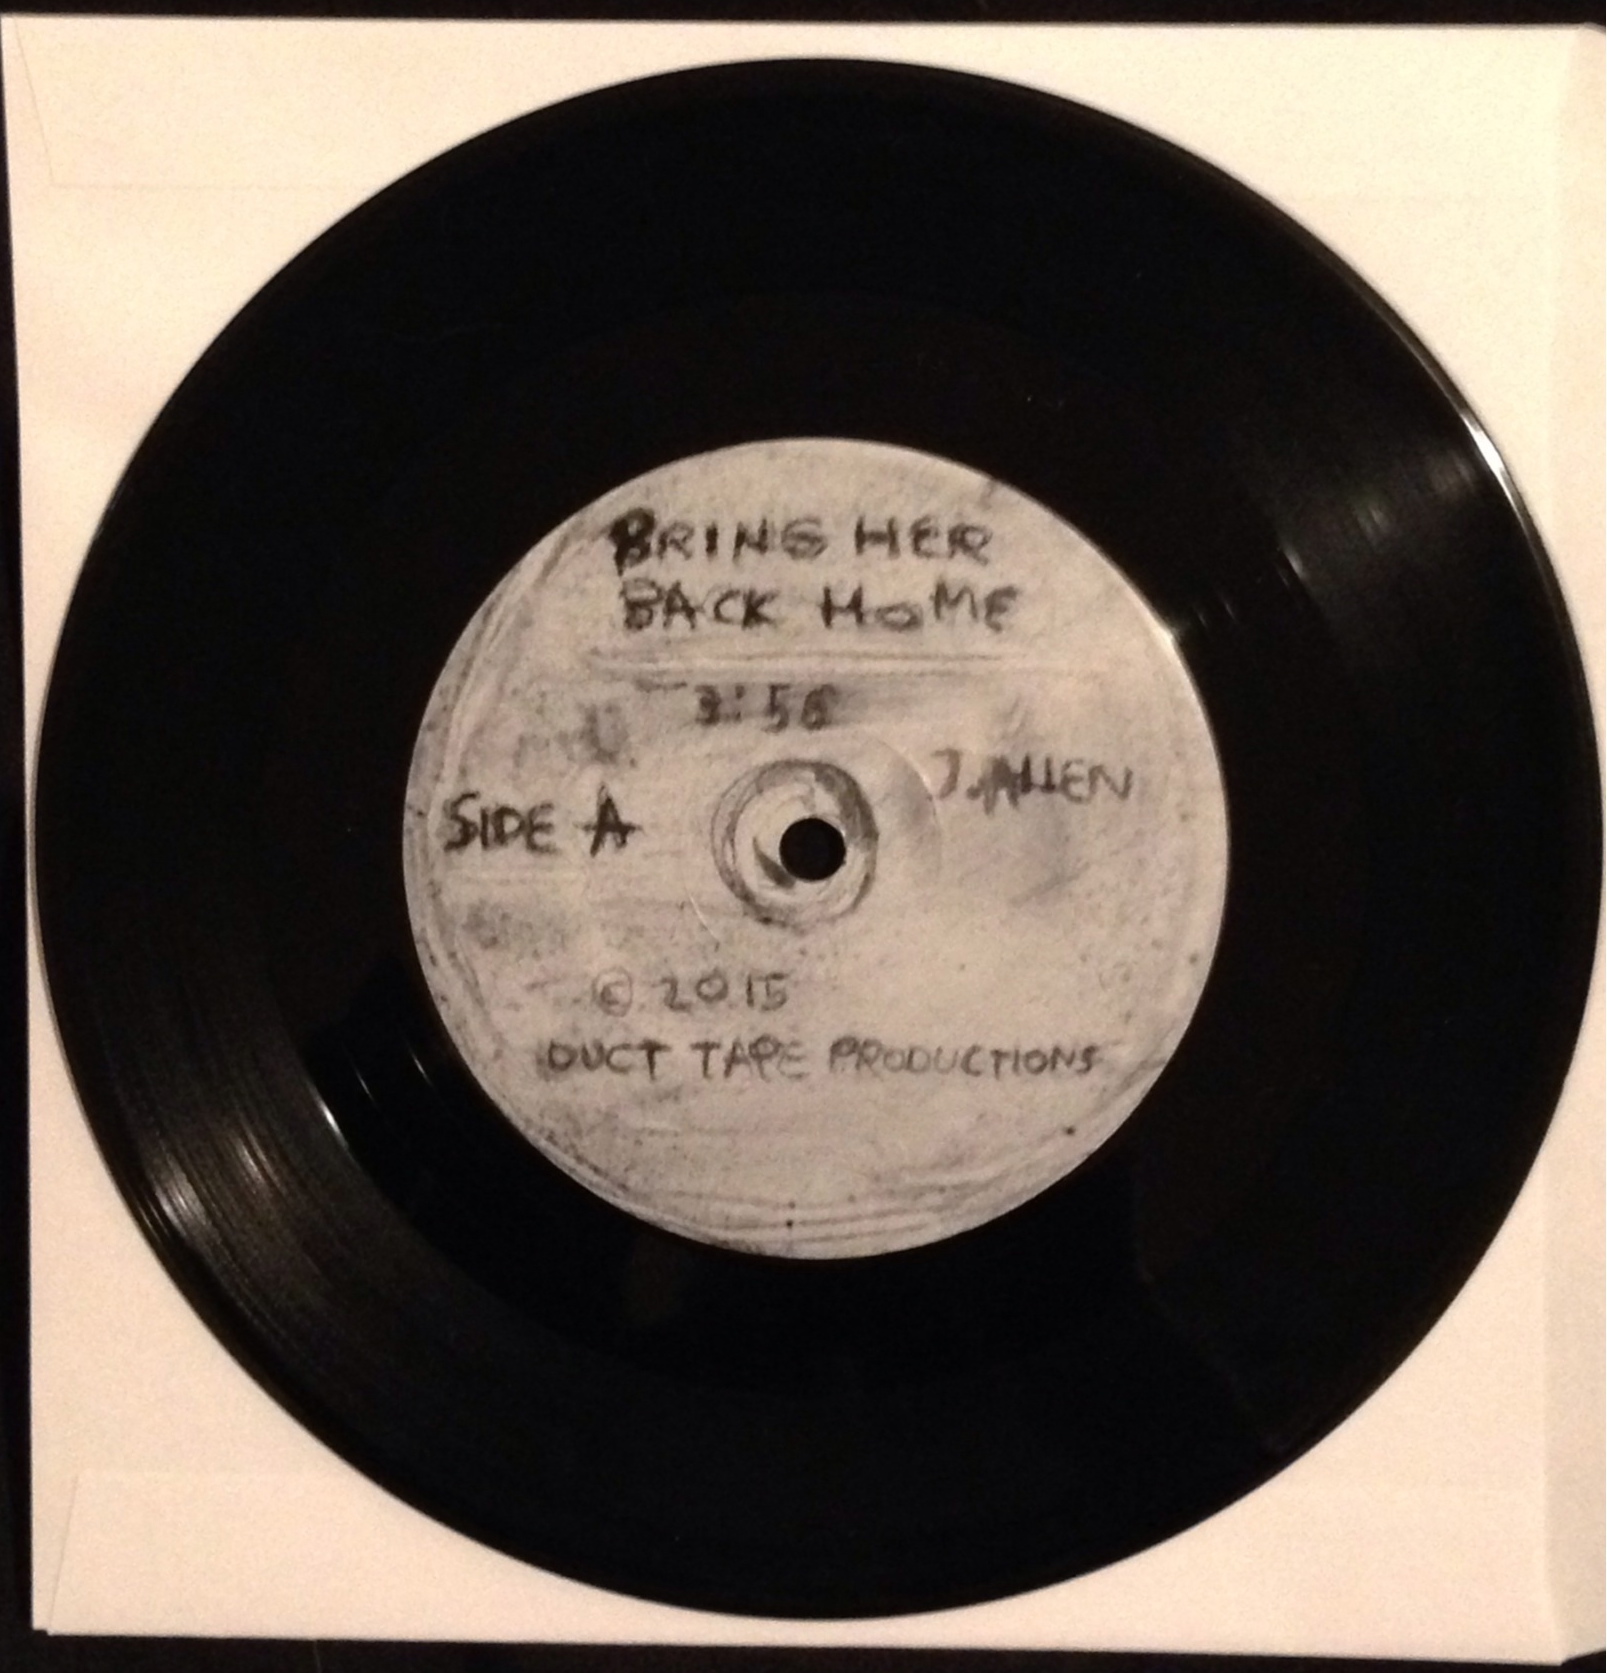 BRING HER
BACK HOME
3:56
J. ALLEN
SIDE A
© 2015
DUCT TAPE PRODUCTIONS